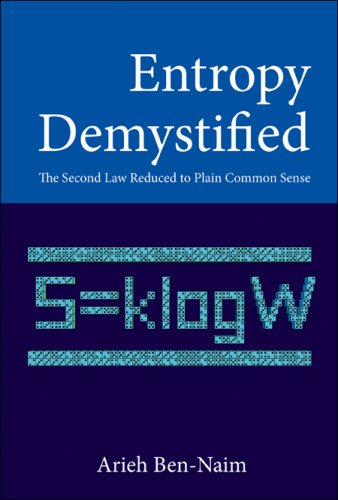 Entropy
Demystified
The Second Law Reduced to Plain Common Sense
S=klogW
Arieh Ben-Naim